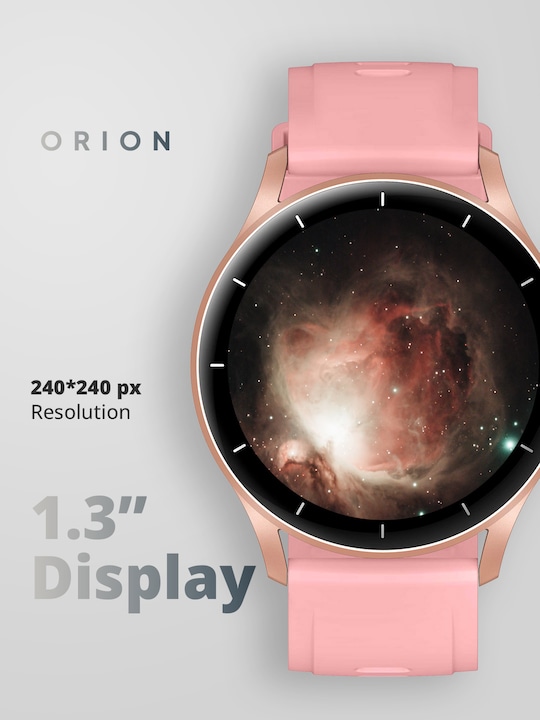 ORION
240*240 px
Resolution
1.3”
Display